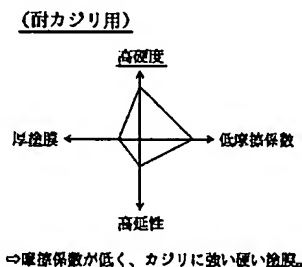 (耐カジリ用)
高硬度
厚塗膜
低摩擦係数
高延性
⇨摩擦係数が低く、カジリに強い硬い塗膜。